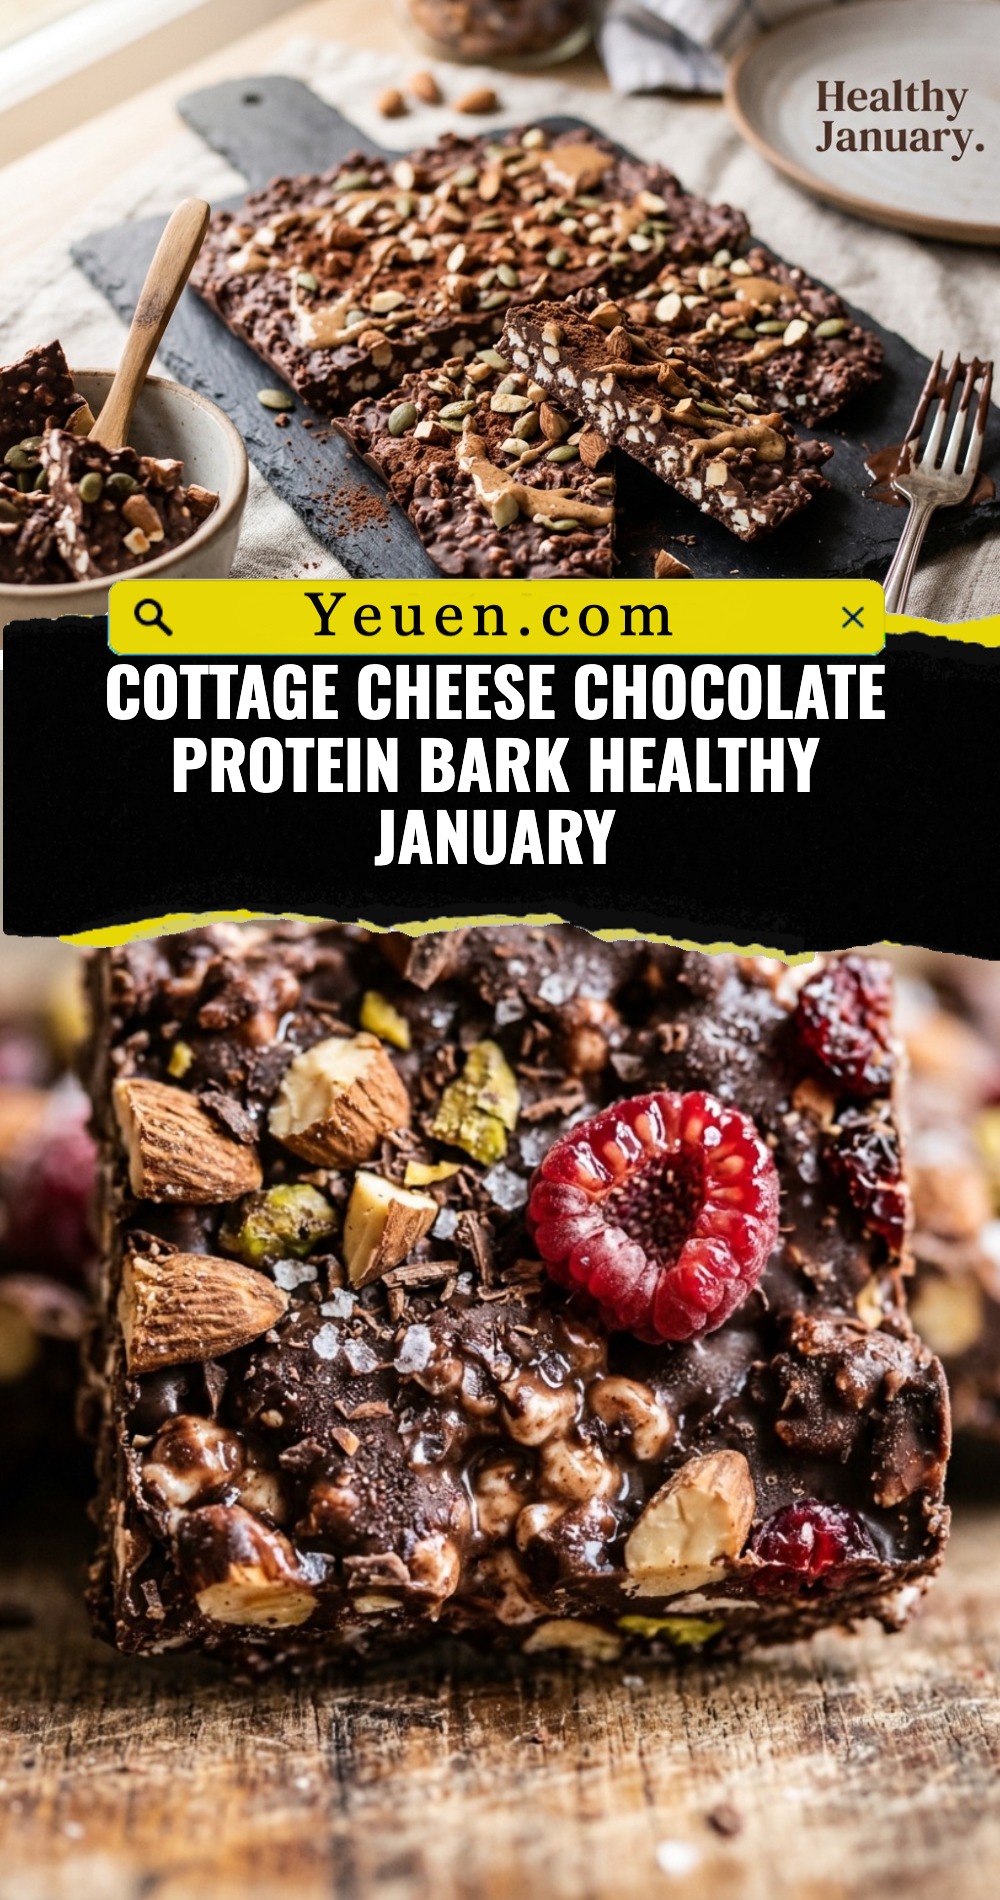 Healthy
January.
Yeuen.com
COTTAGE CHEESE CHOCOLATE
PROTEIN BARK HEALTHY
JANUARY